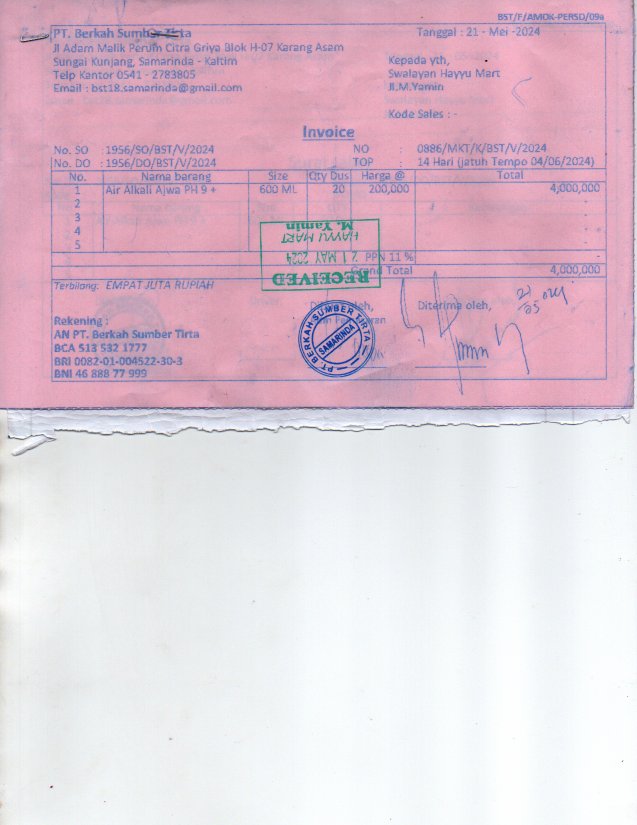 BST/F/AMDK-PERSD/09a
PT. Berkah Sumber Tirta
Tanggal : 21 - Mei -2024
Jl Adam Malik Perum Citra Griya Blok H-07 Karang Asam
Sungai Kunjang, Samarinda - Kaltim
Kepada yth,
Telp Kantor 0541 - 2783805
Swalayan Hayyu Mart
Email : bst18.samarinda@gmail.com
Jl.M.Yamin
Kode Sales : -
Invoice
No. SO : 1956/SO/BST/V/2024 NO : 0886/MKT/K/BST/V/2024
No. DO : 1956/DO/BST/V/2024 TOP : 14 Hari (jatuh Tempo 04/06/2024)
No. Nama barang Size Qty Dus Harga @ Total
1 Air Alkali Ajwa PH 9 + 600 ML 20 200,000 4,000,000
2 -
3 -
4 -
5 -
PPN 11 % -
Grand Total 4,000,000
RECEIVED
21 MAY 2024
HAYYU MART
M. Yamin
Terbilang: EMPAT JUTA RUPIAH
Diterima oleh,
21/05 024
Rekening :
AN PT. Berkah Sumber Tirta
BCA 513 532 1777
BRI 0082-01-004522-30-3
BNI 46 888 77 999
PT BERKAH SUMBER TIRTA
SAMARINDA